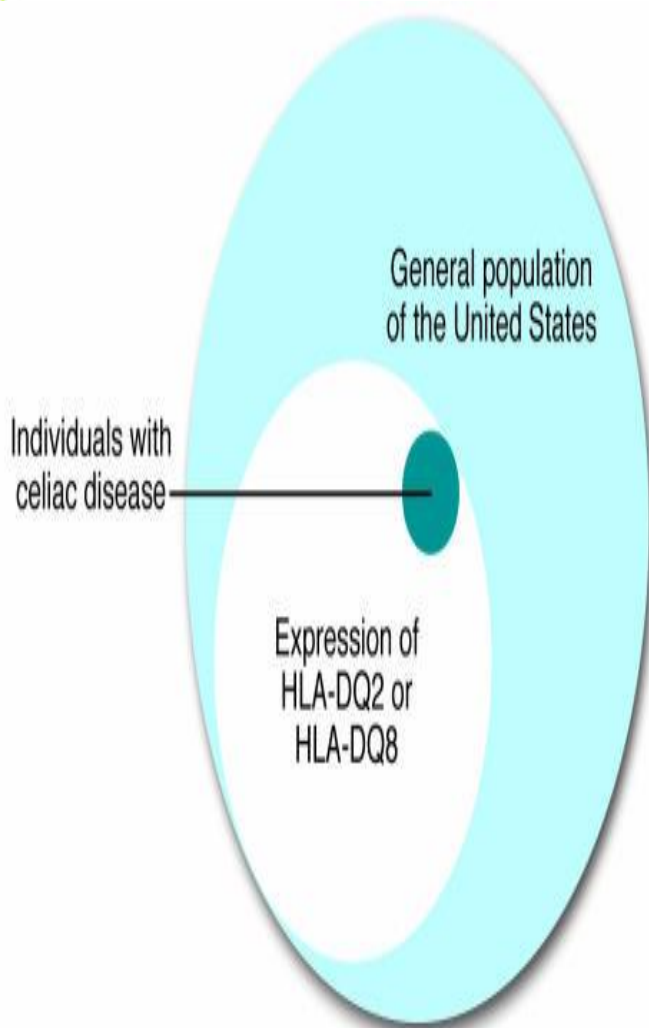 General population
of the United States
Individuals with
celiac disease
Expression of
HLA-DQ2 or
HLA-DQ8